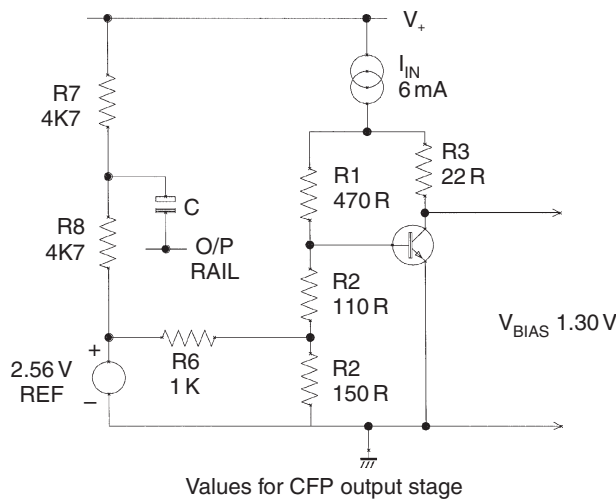 V+
IIN
6 mA
R7
4K7
R1
470 R
R3
22 R
C
R8
4K7
O/P
RAIL
R2
110 R
VBIAS 1.30 V
+
2.56 V
REF
–
R6
1 K
R2
150 R
Values for CFP output stage